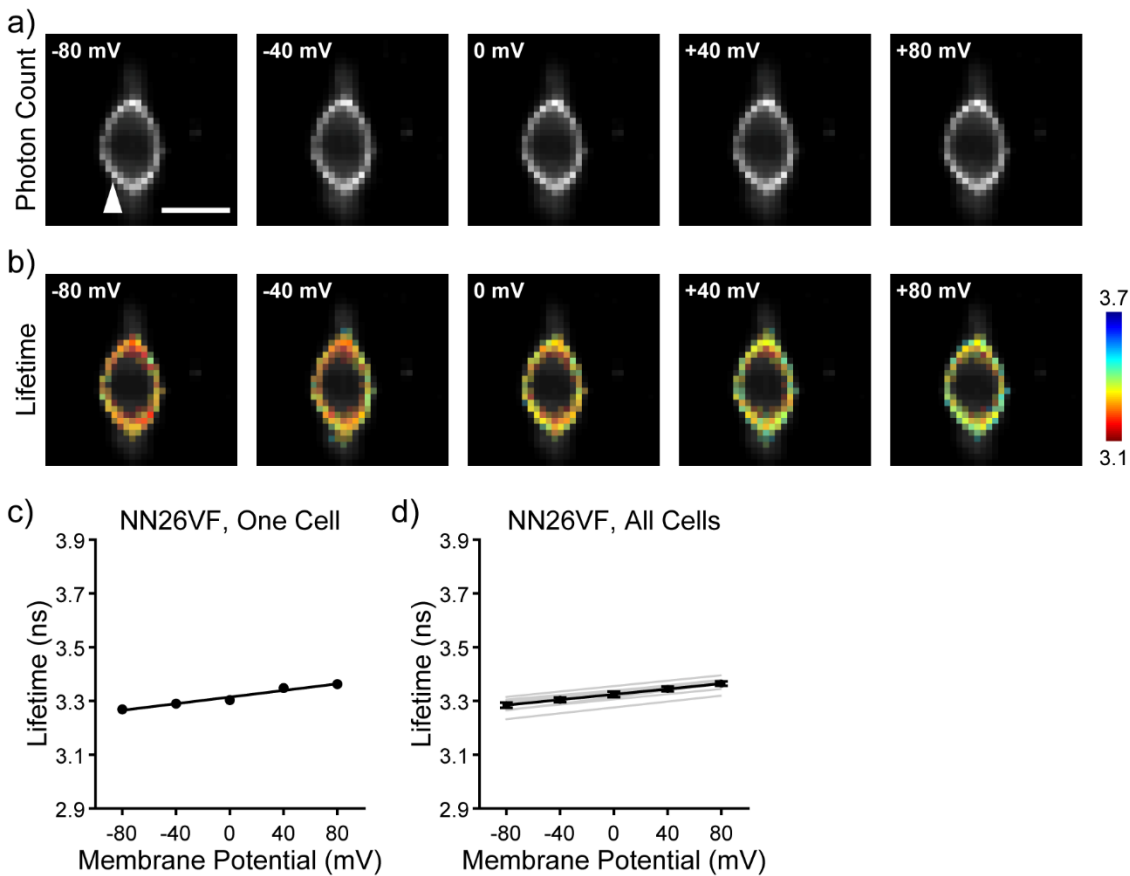 a)
Photon Count
-80 mV
-40 mV
0 mV
+40 mV
+80 mV
b)
Lifetime
-80 mV
-40 mV
0 mV
+40 mV
+80 mV
3.7
3.1
c)
NN26VF, One Cell
Lifetime (ns)
3.9
3.7
3.5
3.3
3.1
2.9
-80
-40
0
40
80
Membrane Potential (mV)
d)
NN26VF, All Cells
Lifetime (ns)
3.9
3.7
3.5
3.3
3.1
2.9
-80
-40
0
40
80
Membrane Potential (mV)